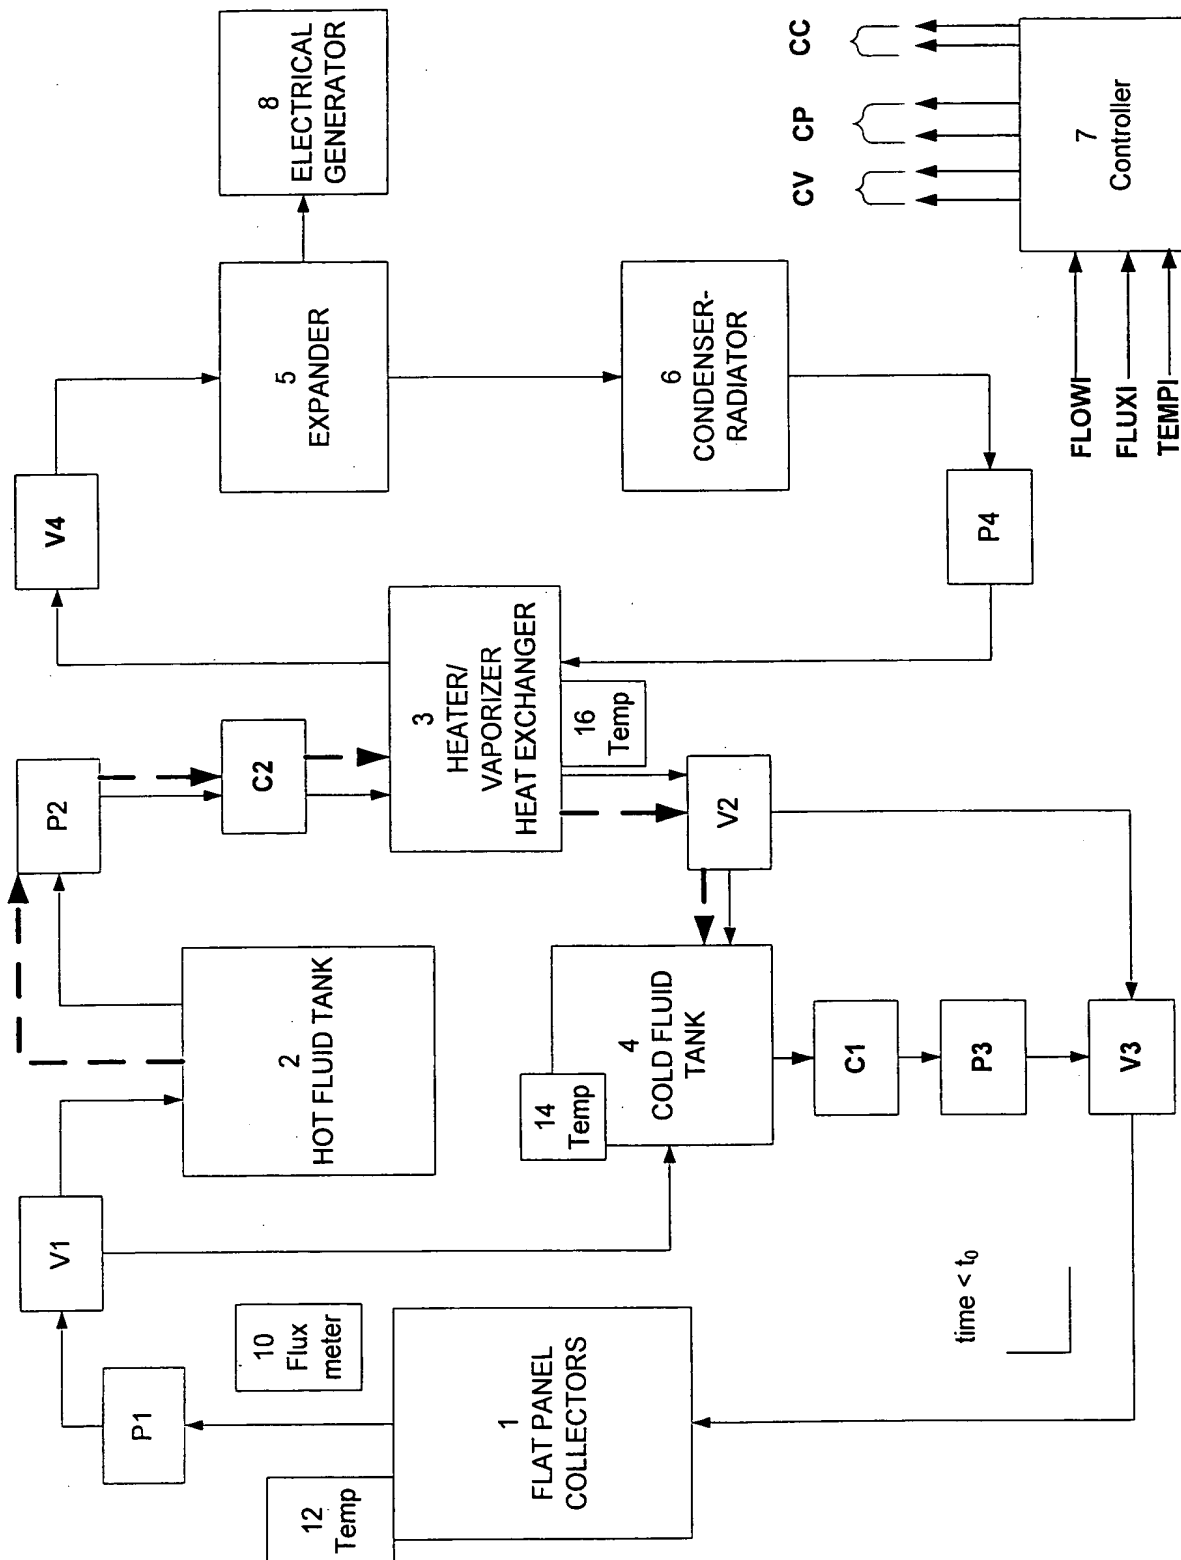 12
Temp
P1
10
Flux
meter
1
FLAT PANEL
COLLECTORS
time < t₀
V1
2
HOT FLUID TANK
14
Temp
4
COLD FLUID
TANK
C1
P3
V3
P2
C2
3
HEATER/
VAPORIZER
HEAT EXCHANGER
16
Temp
V2
V4
5
EXPANDER
6
CONDENSER-
RADIATOR
P4
8
ELECTRICAL
GENERATOR
CV
CP
CC
FLOWI
FLUXI
TEMPI
7
Controller